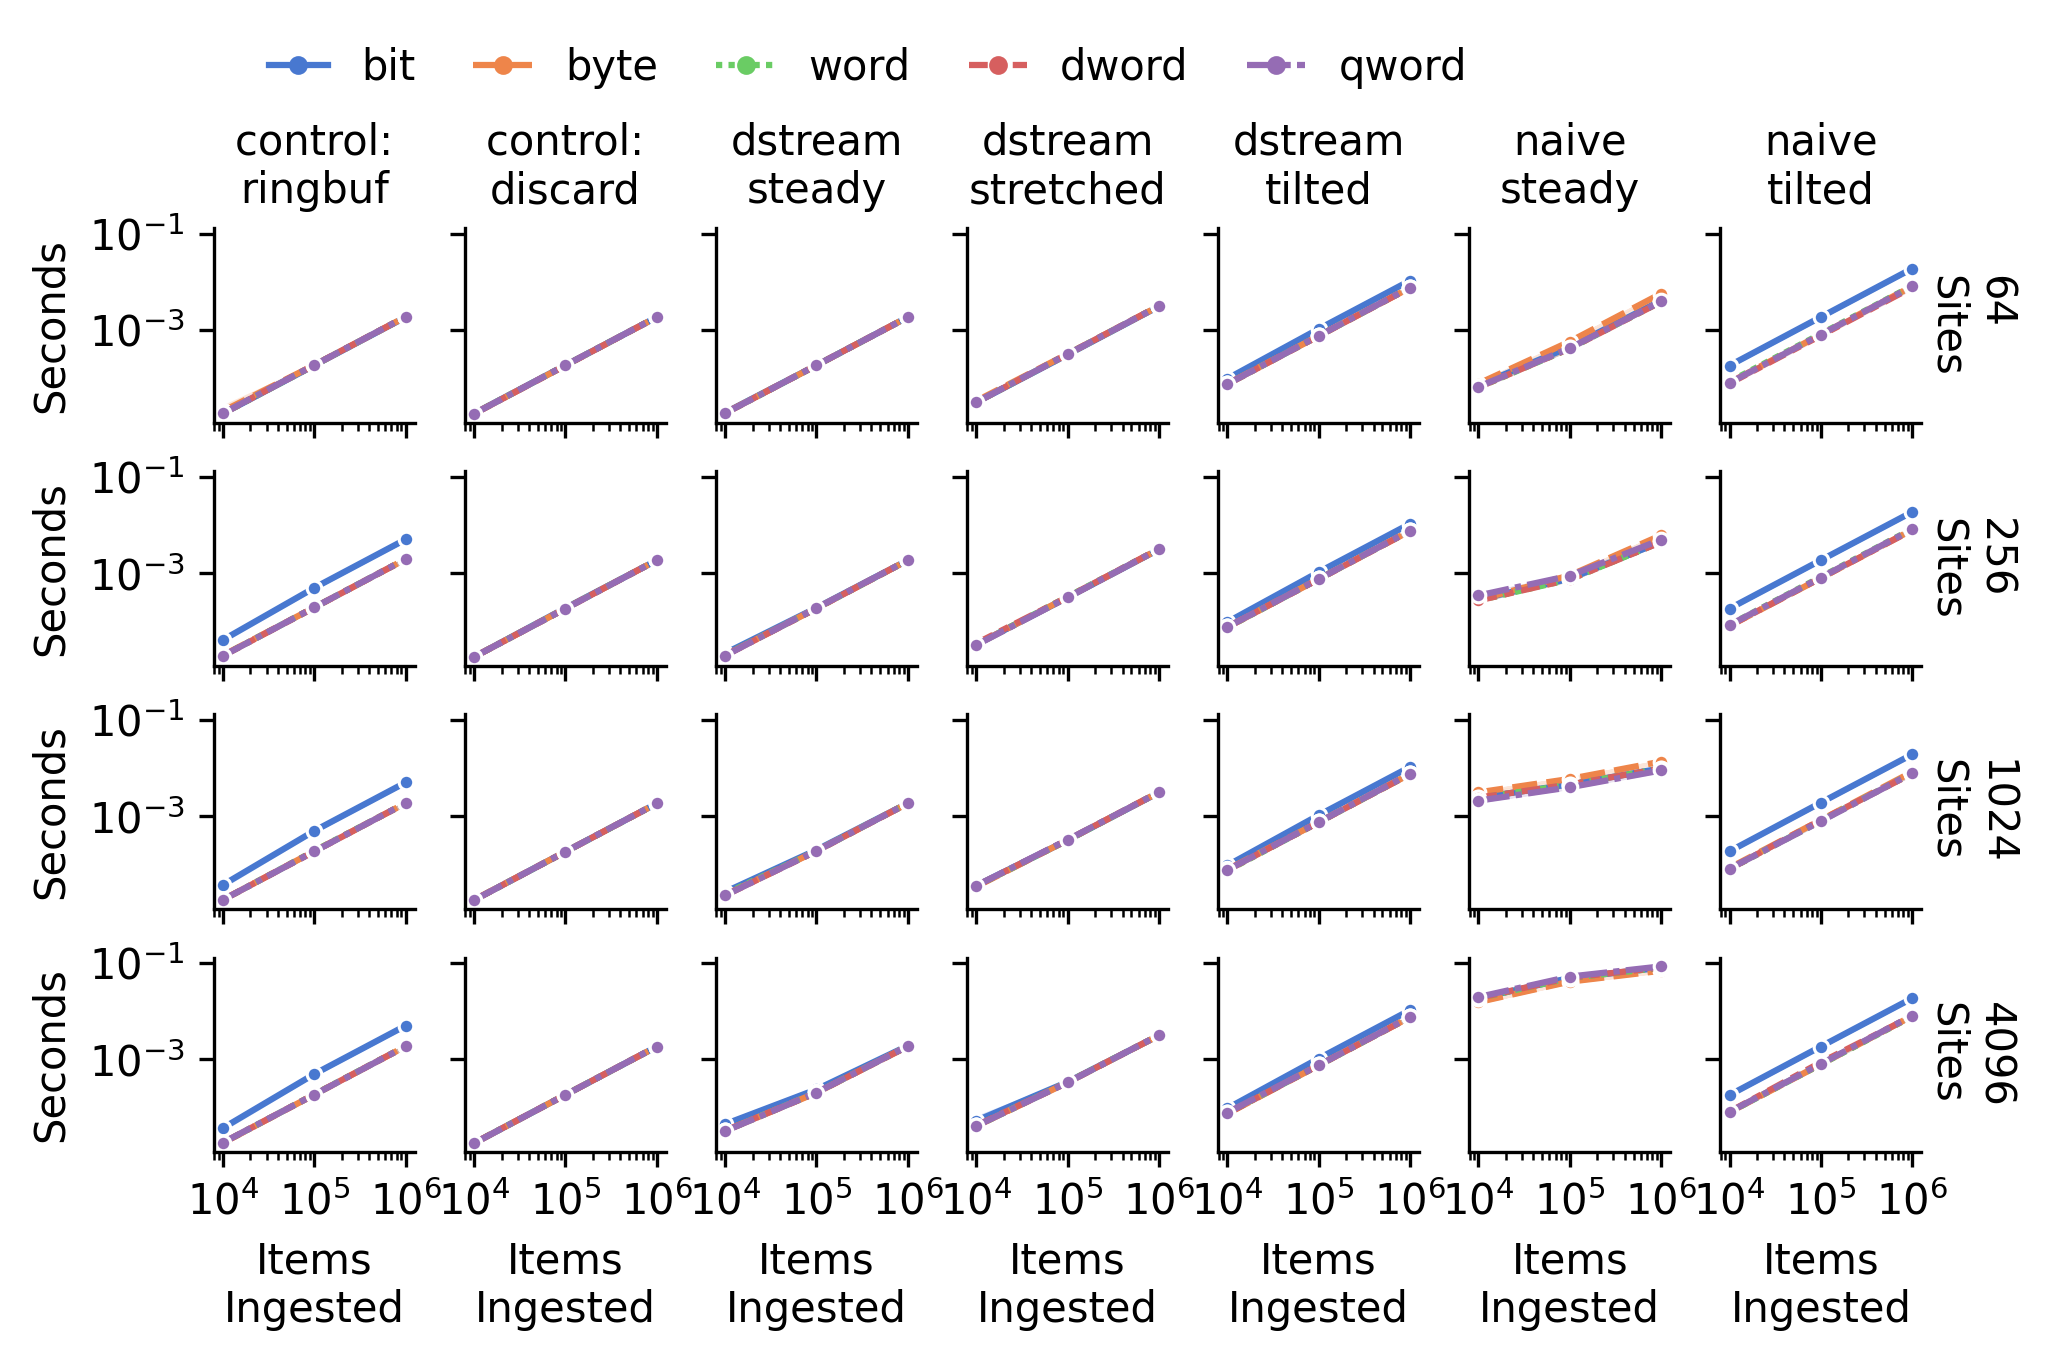 bit byte word dword qword
control: control: dstream dstream dstream naive naive
ringbuf discard steady stretched tilted steady tilted
10⁻¹
10⁻³
Seconds
64
Sites
10⁻¹
10⁻³
Seconds
256
Sites
10⁻¹
10⁻³
Seconds
1024
Sites
10⁻¹
10⁻³
Seconds
4096
Sites
10⁴ 10⁵ 10⁶ 10⁴ 10⁵ 10⁶ 10⁴ 10⁵ 10⁶ 10⁴ 10⁵ 10⁶ 10⁴ 10⁵ 10⁶ 10⁴ 10⁵ 10⁶ 10⁴ 10⁵ 10⁶
Items Items Items Items Items Items Items
Ingested Ingested Ingested Ingested Ingested Ingested Ingested